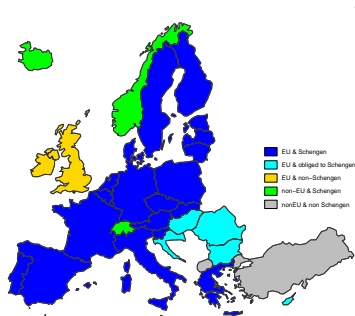 EU & Schengen
EU & obliged to Schengen
EU & non−Schengen
non−EU & Schengen
nonEU & non Schengen